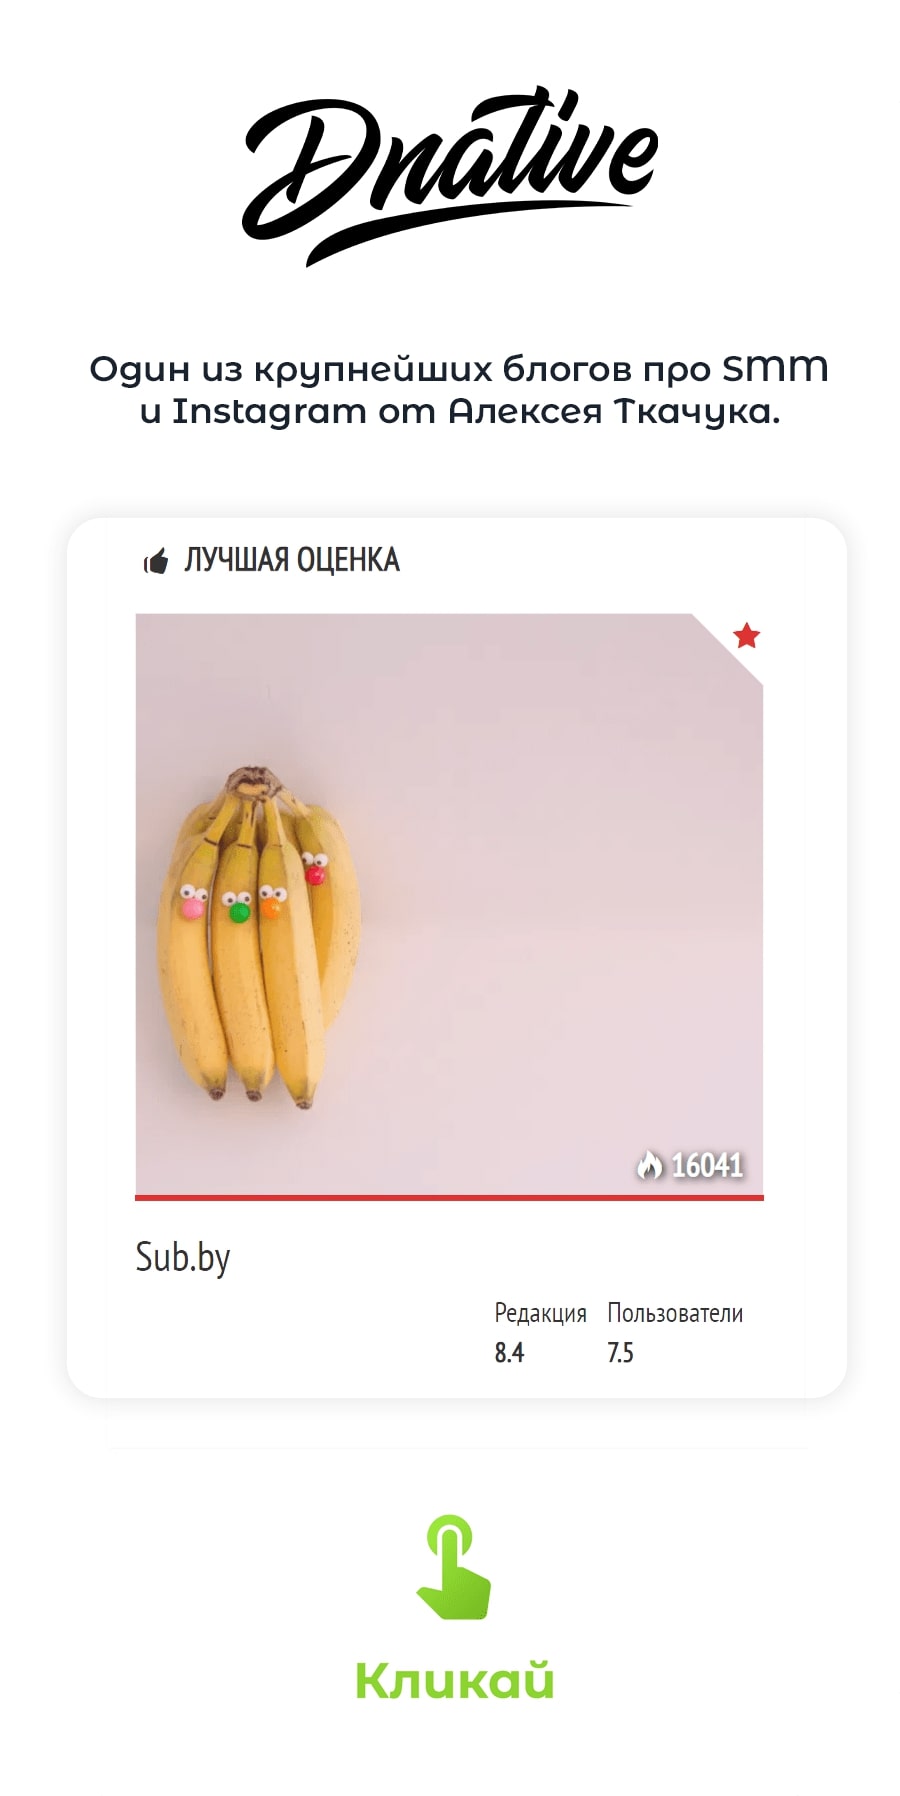 Dnative
Один из крупнейших блогов про SMM
и Instagram от Алексея Ткачука.
ЛУЧШАЯ ОЦЕНКА
16041
Sub.by
Редакция Пользователи
8.4 7.5
Кликай